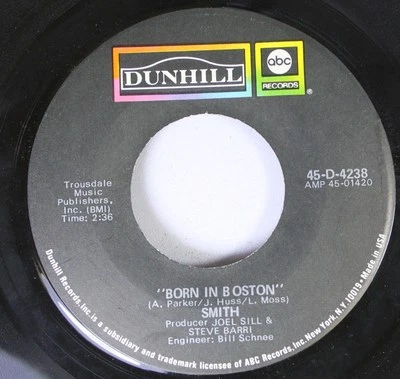 DUNHILL
abc
RECORDS
®
45-D-4238
AMP 45-01420
Trousdale
Music
Publishers,
Inc. (BMI)
Time: 2:36
"BORN IN BOSTON"
(A. Parker/J. Huss/L. Moss)
SMITH
Producer JOEL SILL &
STEVE BARRI
Engineer: Bill Schnee
Dunhill Records, Inc. is a subsidiary and trademark licensee of ABC Records, Inc. New York, N.Y. 10019 • Made in USA